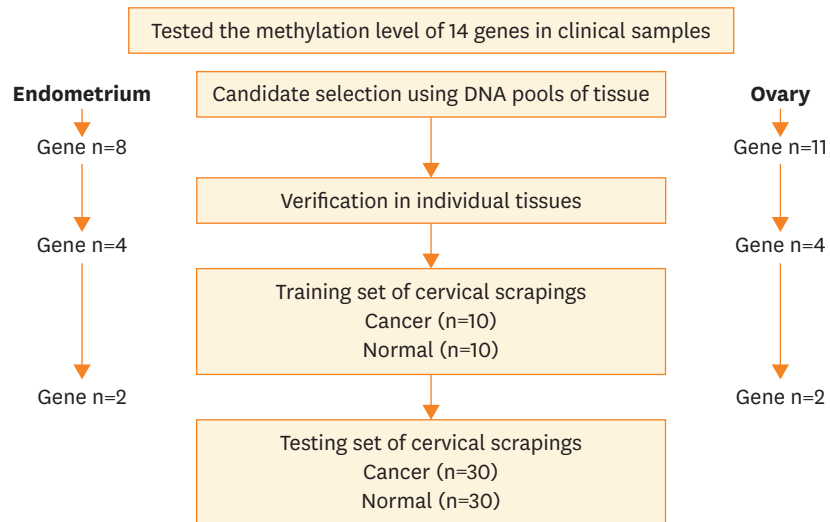 Tested the methylation level of 14 genes in clinical samples
Endometrium
Candidate selection using DNA pools of tissue
Ovary
Gene n=8
Gene n=11
Verification in individual tissues
Gene n=4
Gene n=4
Training set of cervical scrapings
Cancer (n=10)
Normal (n=10)
Gene n=2
Gene n=2
Testing set of cervical scrapings
Cancer (n=30)
Normal (n=30)